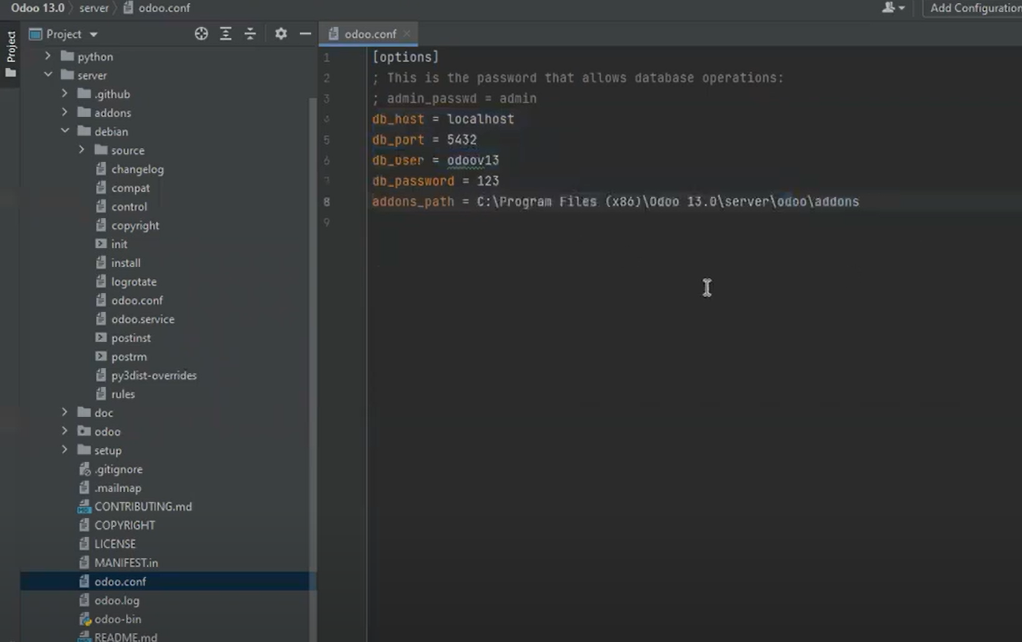 Odoo 13.0 server odoo.conf
Add Configuration
Project
Project
odoo.conf
python
server
.github
addons
debian
source
changelog
compat
control
copyright
init
install
logrotate
odoo.conf
odoo.service
postinst
postrm
py3dist-overrides
rules
doc
odoo
setup
.gitignore
.mailmap
CONTRIBUTING.md
COPYRIGHT
LICENSE
MANIFEST.in
odoo.conf
odoo.log
odoo-bin
README.md
1 [options]
2 ; This is the password that allows database operations:
3 ; admin_passwd = admin
4 db_host = localhost
5 db_port = 5432
6 db_user = odoov13
7 db_password = 123
8 addons_path = C:\Program Files (x86)\Odoo 13.0\server\odoo\addons
9